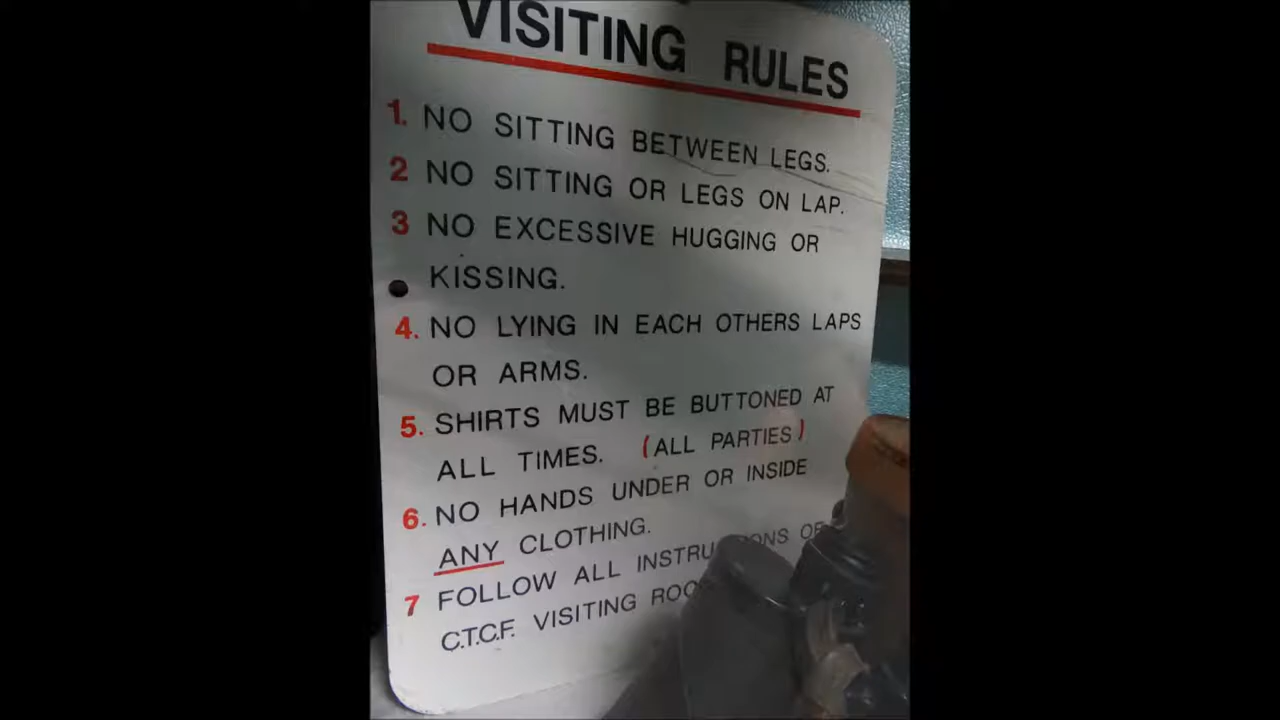 VISITING RULES
1. NO SITTING BETWEEN LEGS.
2 NO SITTING OR LEGS ON LAP.
3 NO EXCESSIVE HUGGING OR
KISSING.
4. NO LYING IN EACH OTHERS LAPS
OR ARMS.
5. SHIRTS MUST BE BUTTONED AT
ALL TIMES. (ALL PARTIES)
6. NO HANDS UNDER OR INSIDE
ANY CLOTHING.
7 FOLLOW ALL INSTRUCTIONS OF
C.T.C.F. VISITING